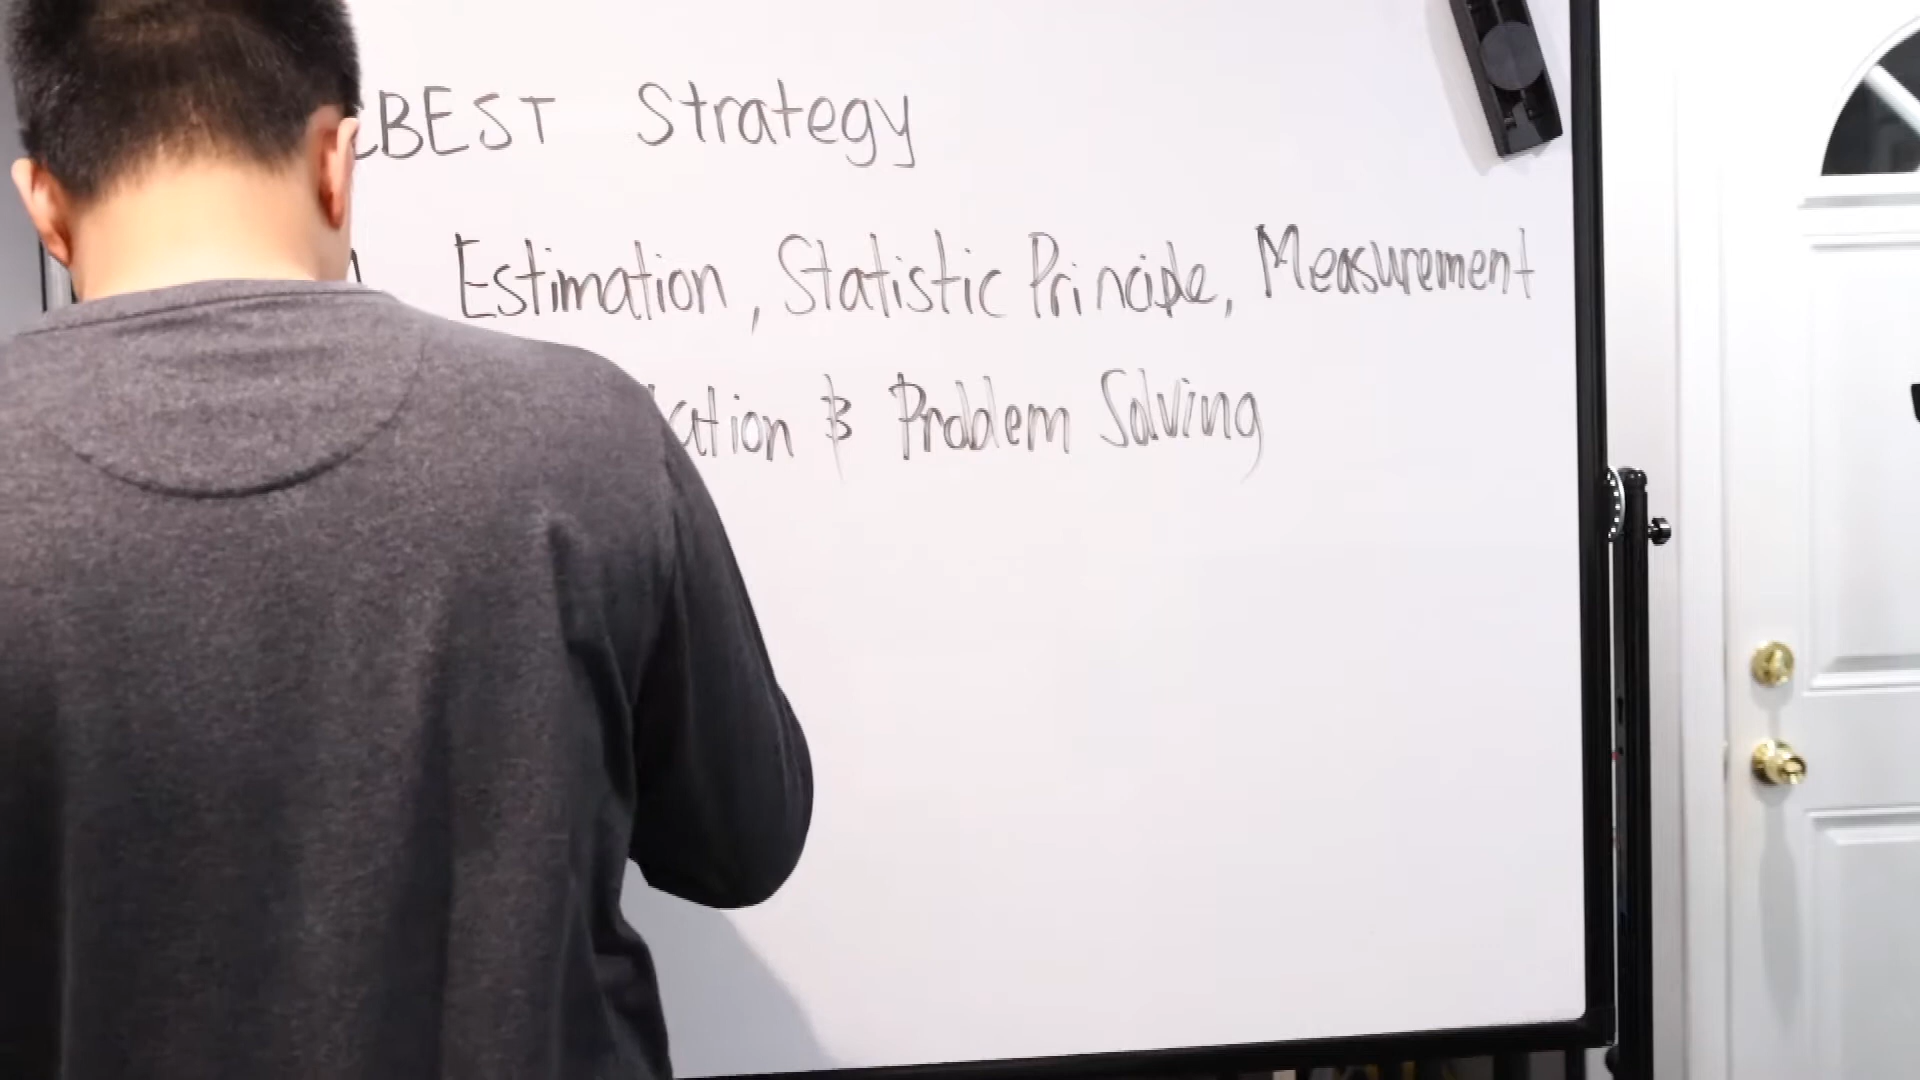 BEST Strategy
Estimation, Statistic Principle, Measurement
& Problem Solving